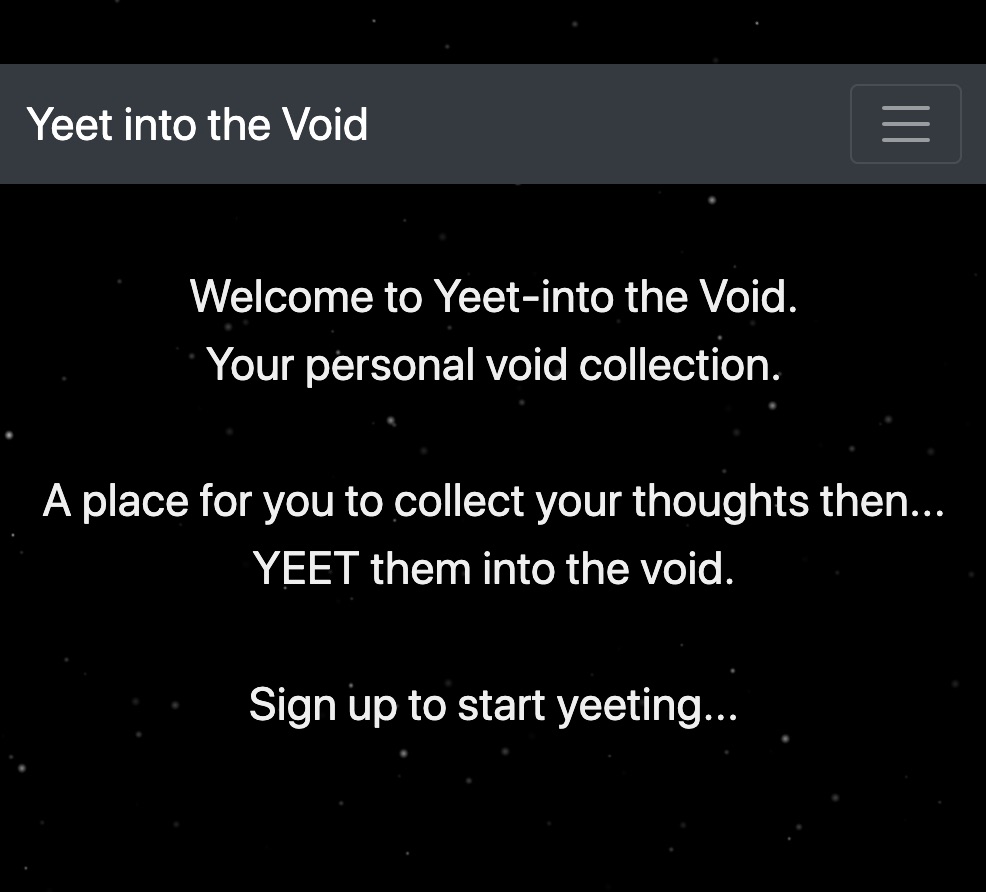 Yeet into the Void
Welcome to Yeet-into the Void.
Your personal void collection.
A place for you to collect your thoughts then...
YEET them into the void.
Sign up to start yeeting...